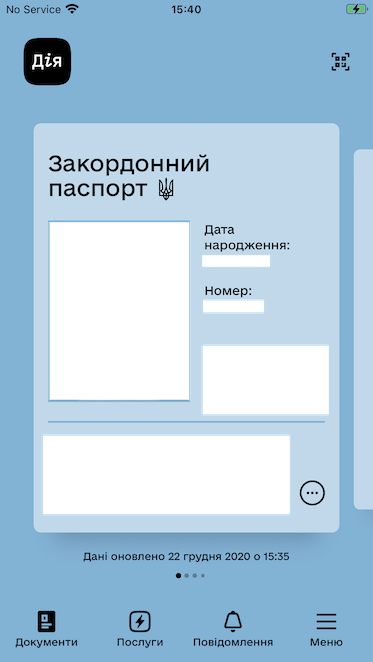 No Service
15:40
Дія
Закордонний
паспорт
Дата
народження:
Номер:
Дані оновлено 22 грудня 2020 о 15:35
Документи
Послуги
Повідомлення
Меню